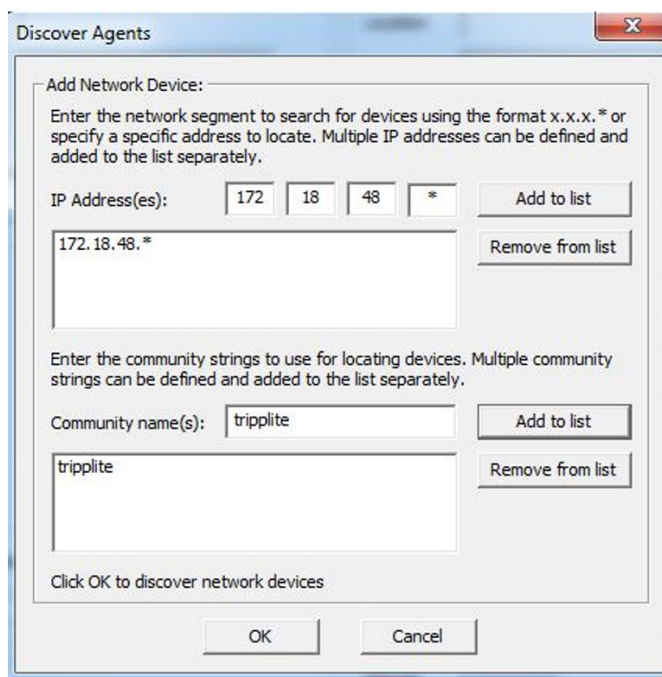 Discover Agents
Add Network Device:
Enter the network segment to search for devices using the format x.x.x.* or
specify a specific address to locate. Multiple IP addresses can be defined and
added to the list separately.
IP Address(es): 172 18 48 * Add to list
172.18.48.*
Remove from list
Enter the community strings to use for locating devices. Multiple community
strings can be defined and added to the list separately.
Community name(s): tripplite Add to list
tripplite
Remove from list
Click OK to discover network devices
OK Cancel